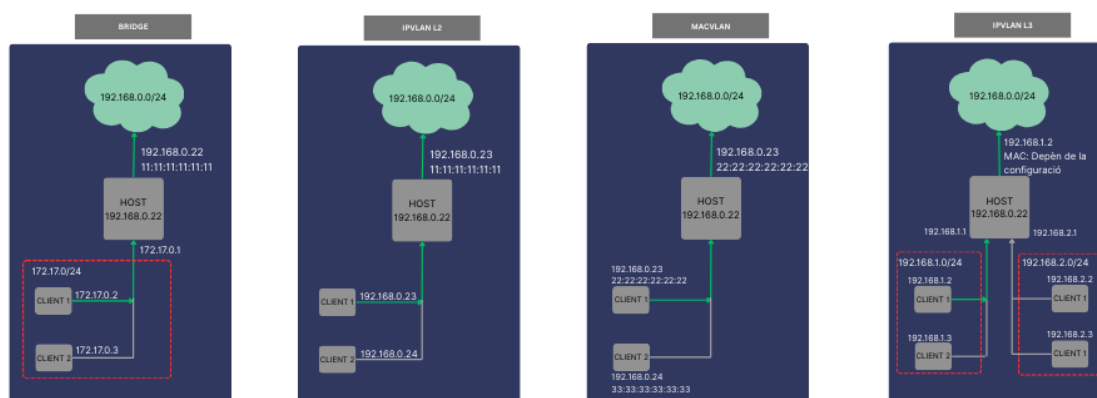 BRIDGE
192.168.0.0/24
192.168.0.22
11:11:11:11:11:11
HOST
192.168.0.22
172.17.0.1
172.17.0/24
CLIENT 1
172.17.0.2
CLIENT 2
172.17.0.3
IPVLAN L2
192.168.0.0/24
192.168.0.23
11:11:11:11:11:11
HOST
192.168.0.22
CLIENT 1
192.168.0.23
CLIENT 2
192.168.0.24
MACVLAN
192.168.0.0/24
192.168.0.23
22:22:22:22:22:22
HOST
192.168.0.22
192.168.0.23
22:22:22:22:22:22
CLIENT 1
CLIENT 2
192.168.0.24
33:33:33:33:33:33
IPVLAN L3
192.168.0.0/24
192.168.1.2
MAC: Depèn de la
configuració
HOST
192.168.0.22
192.168.1.1
192.168.2.1
192.168.1.0/24
192.168.2.0/24
192.168.1.2
192.168.2.2
CLIENT 1
CLIENT 1
192.168.1.3
192.168.2.3
CLIENT 2
CLIENT 1